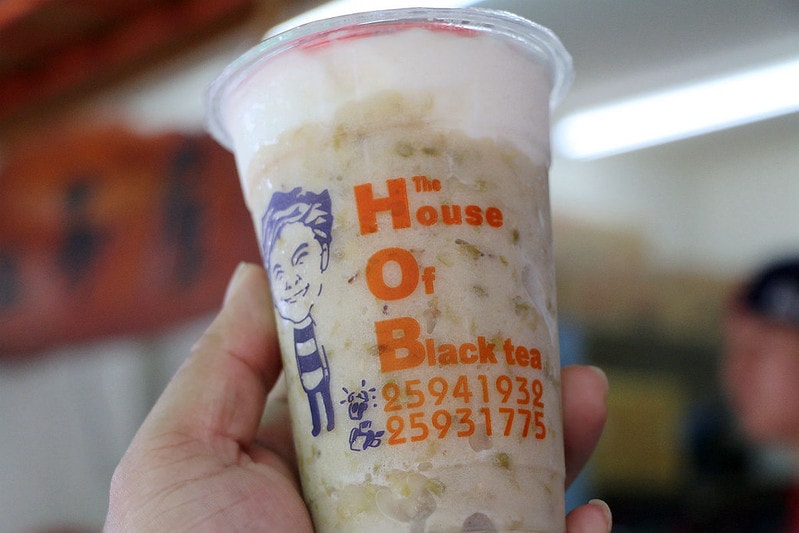 The
House
Of
Black tea
25941932
25931775